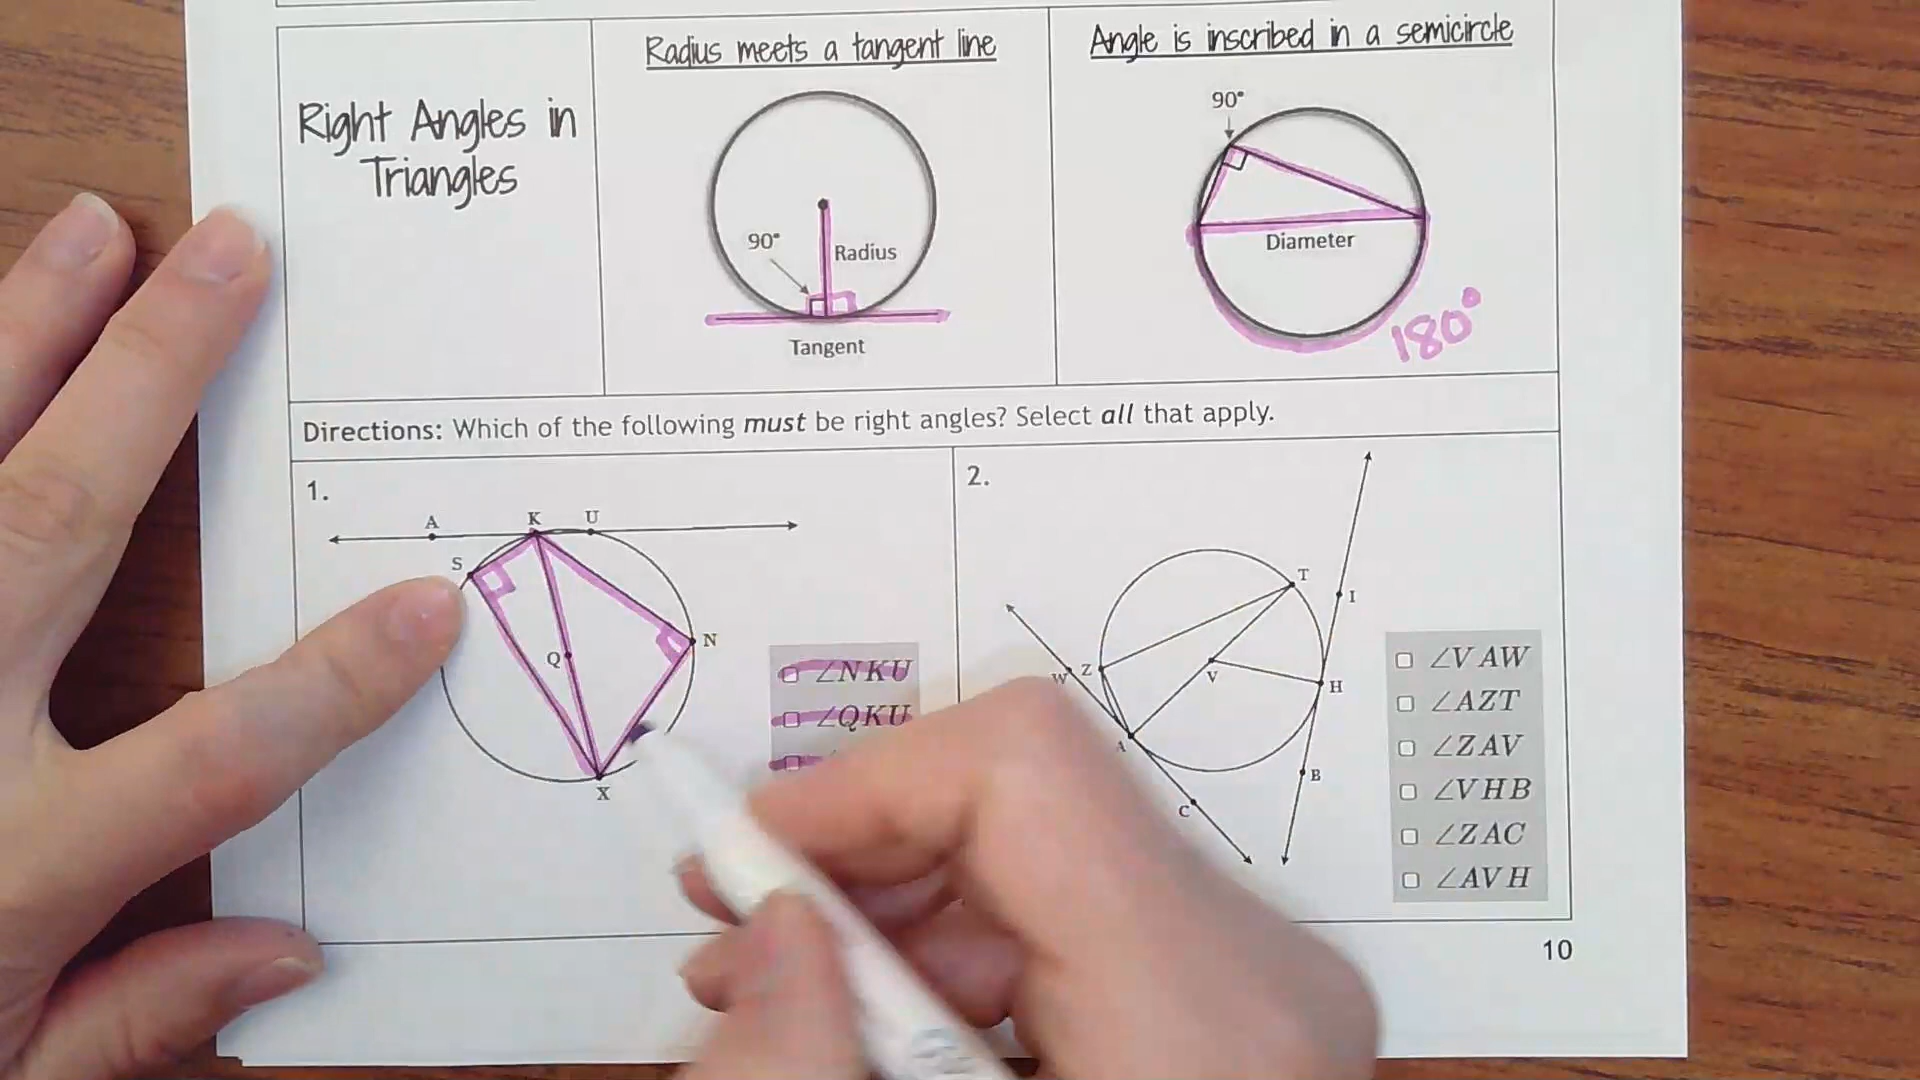 Right Angles in
Triangles
Radius meets a tangent line
90°
Radius
Tangent
Angle is inscribed in a semicircle
90°
Diameter
180°
Directions: Which of the following must be right angles? Select all that apply.
1.
A
K
U
S
N
Q
X
∠NKU
∠QKU
2.
T
I
W
Z
V
H
A
B
C
∠VAW
∠AZT
∠ZAV
∠VHB
∠ZAC
∠AVH
10